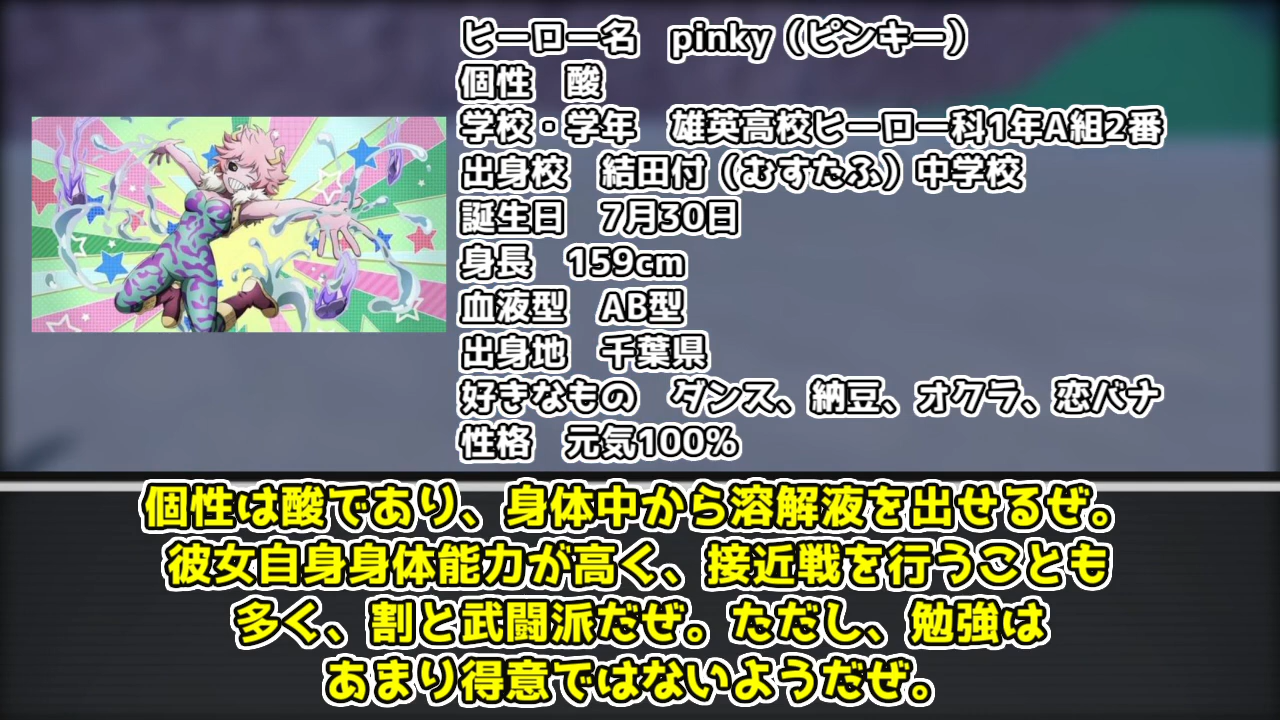 ヒーロー名　pinky（ピンキー）
個性　酸
学校・学年　雄英高校ヒーロー科1年A組2番
出身校　結田付（むすたふ）中学校
誕生日　7月30日
身長　159cm
血液型　AB型
出身地　千葉県
好きなもの　ダンス、納豆、オクラ、恋バナ
性格　元気100%
個性は酸であり、身体中から溶解液を出せるぜ。
彼女自身身体能力が高く、接近戦を行うことも
多く、割と武闘派だぜ。ただし、勉強は
あまり得意ではないようだぜ。